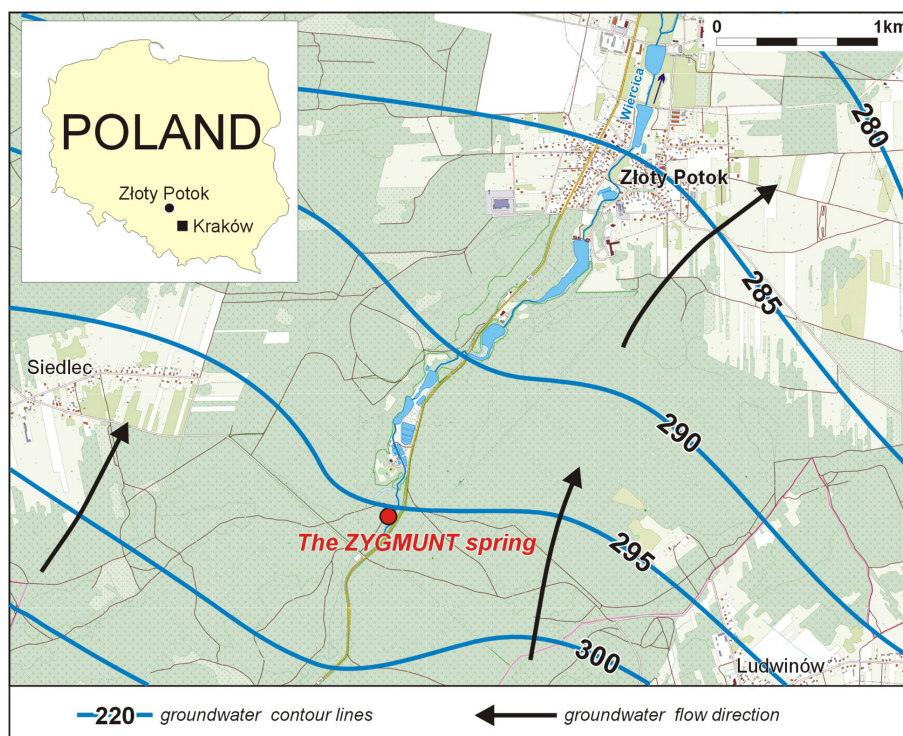 POLAND
Złoty Potok
Kraków
0 1km
Wiercica
280
Złoty Potok
285
Siedlec
290
The ZYGMUNT spring
295
300
Ludwinów
220 groundwater contour lines
groundwater flow direction